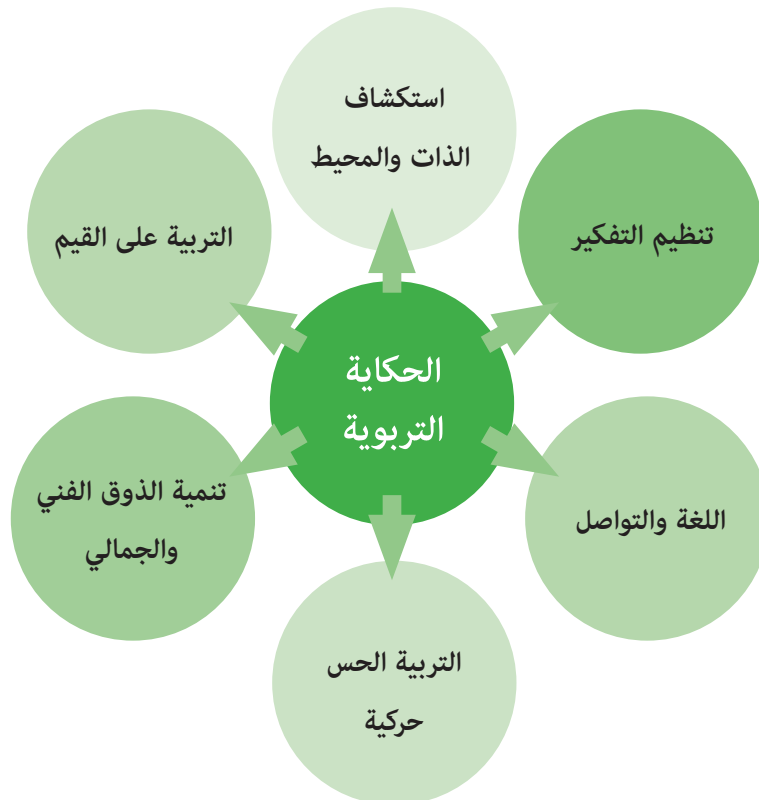 استكشاف
الذات والمحيط
تنظيم التفكير
التربية على القيم
الحكاية
التربوية
اللغة والتواصل
تنمية الذوق الفني
والجمالي
التربية الحس
حركية